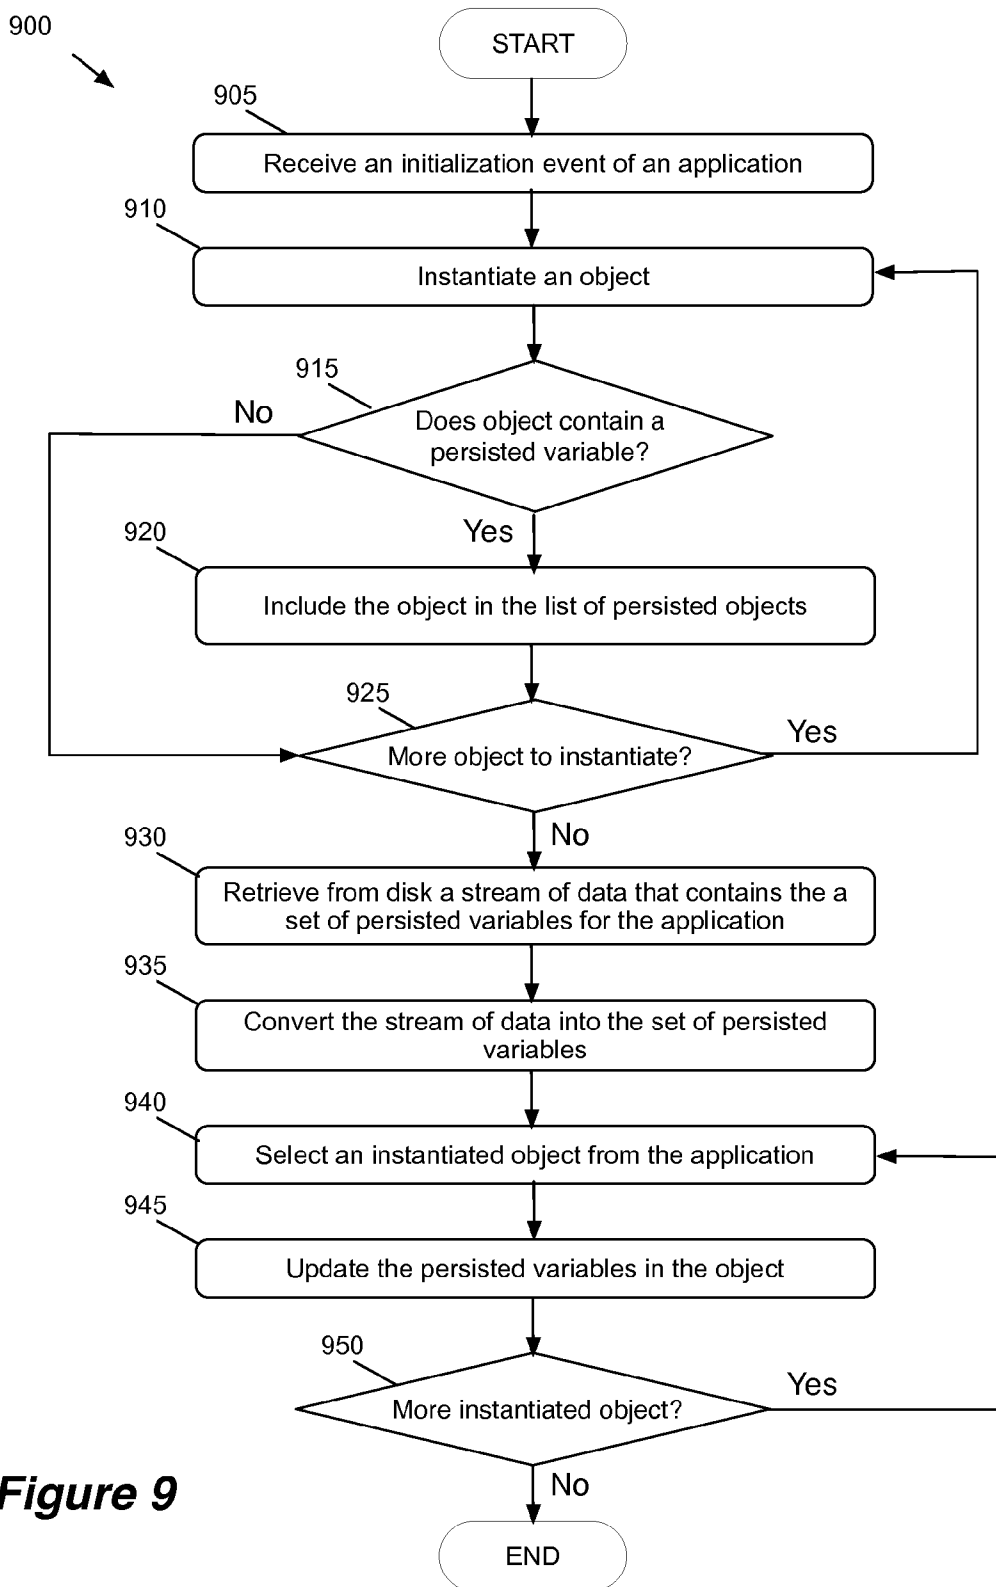 900
START
905
Receive an initialization event of an application
910
Instantiate an object
915
Does object contain a
persisted variable?
No
Yes
920
Include the object in the list of persisted objects
925
More object to instantiate?
Yes
No
930
Retrieve from disk a stream of data that contains the a
set of persisted variables for the application
935
Convert the stream of data into the set of persisted
variables
940
Select an instantiated object from the application
945
Update the persisted variables in the object
950
More instantiated object?
Yes
No
Figure 9
END